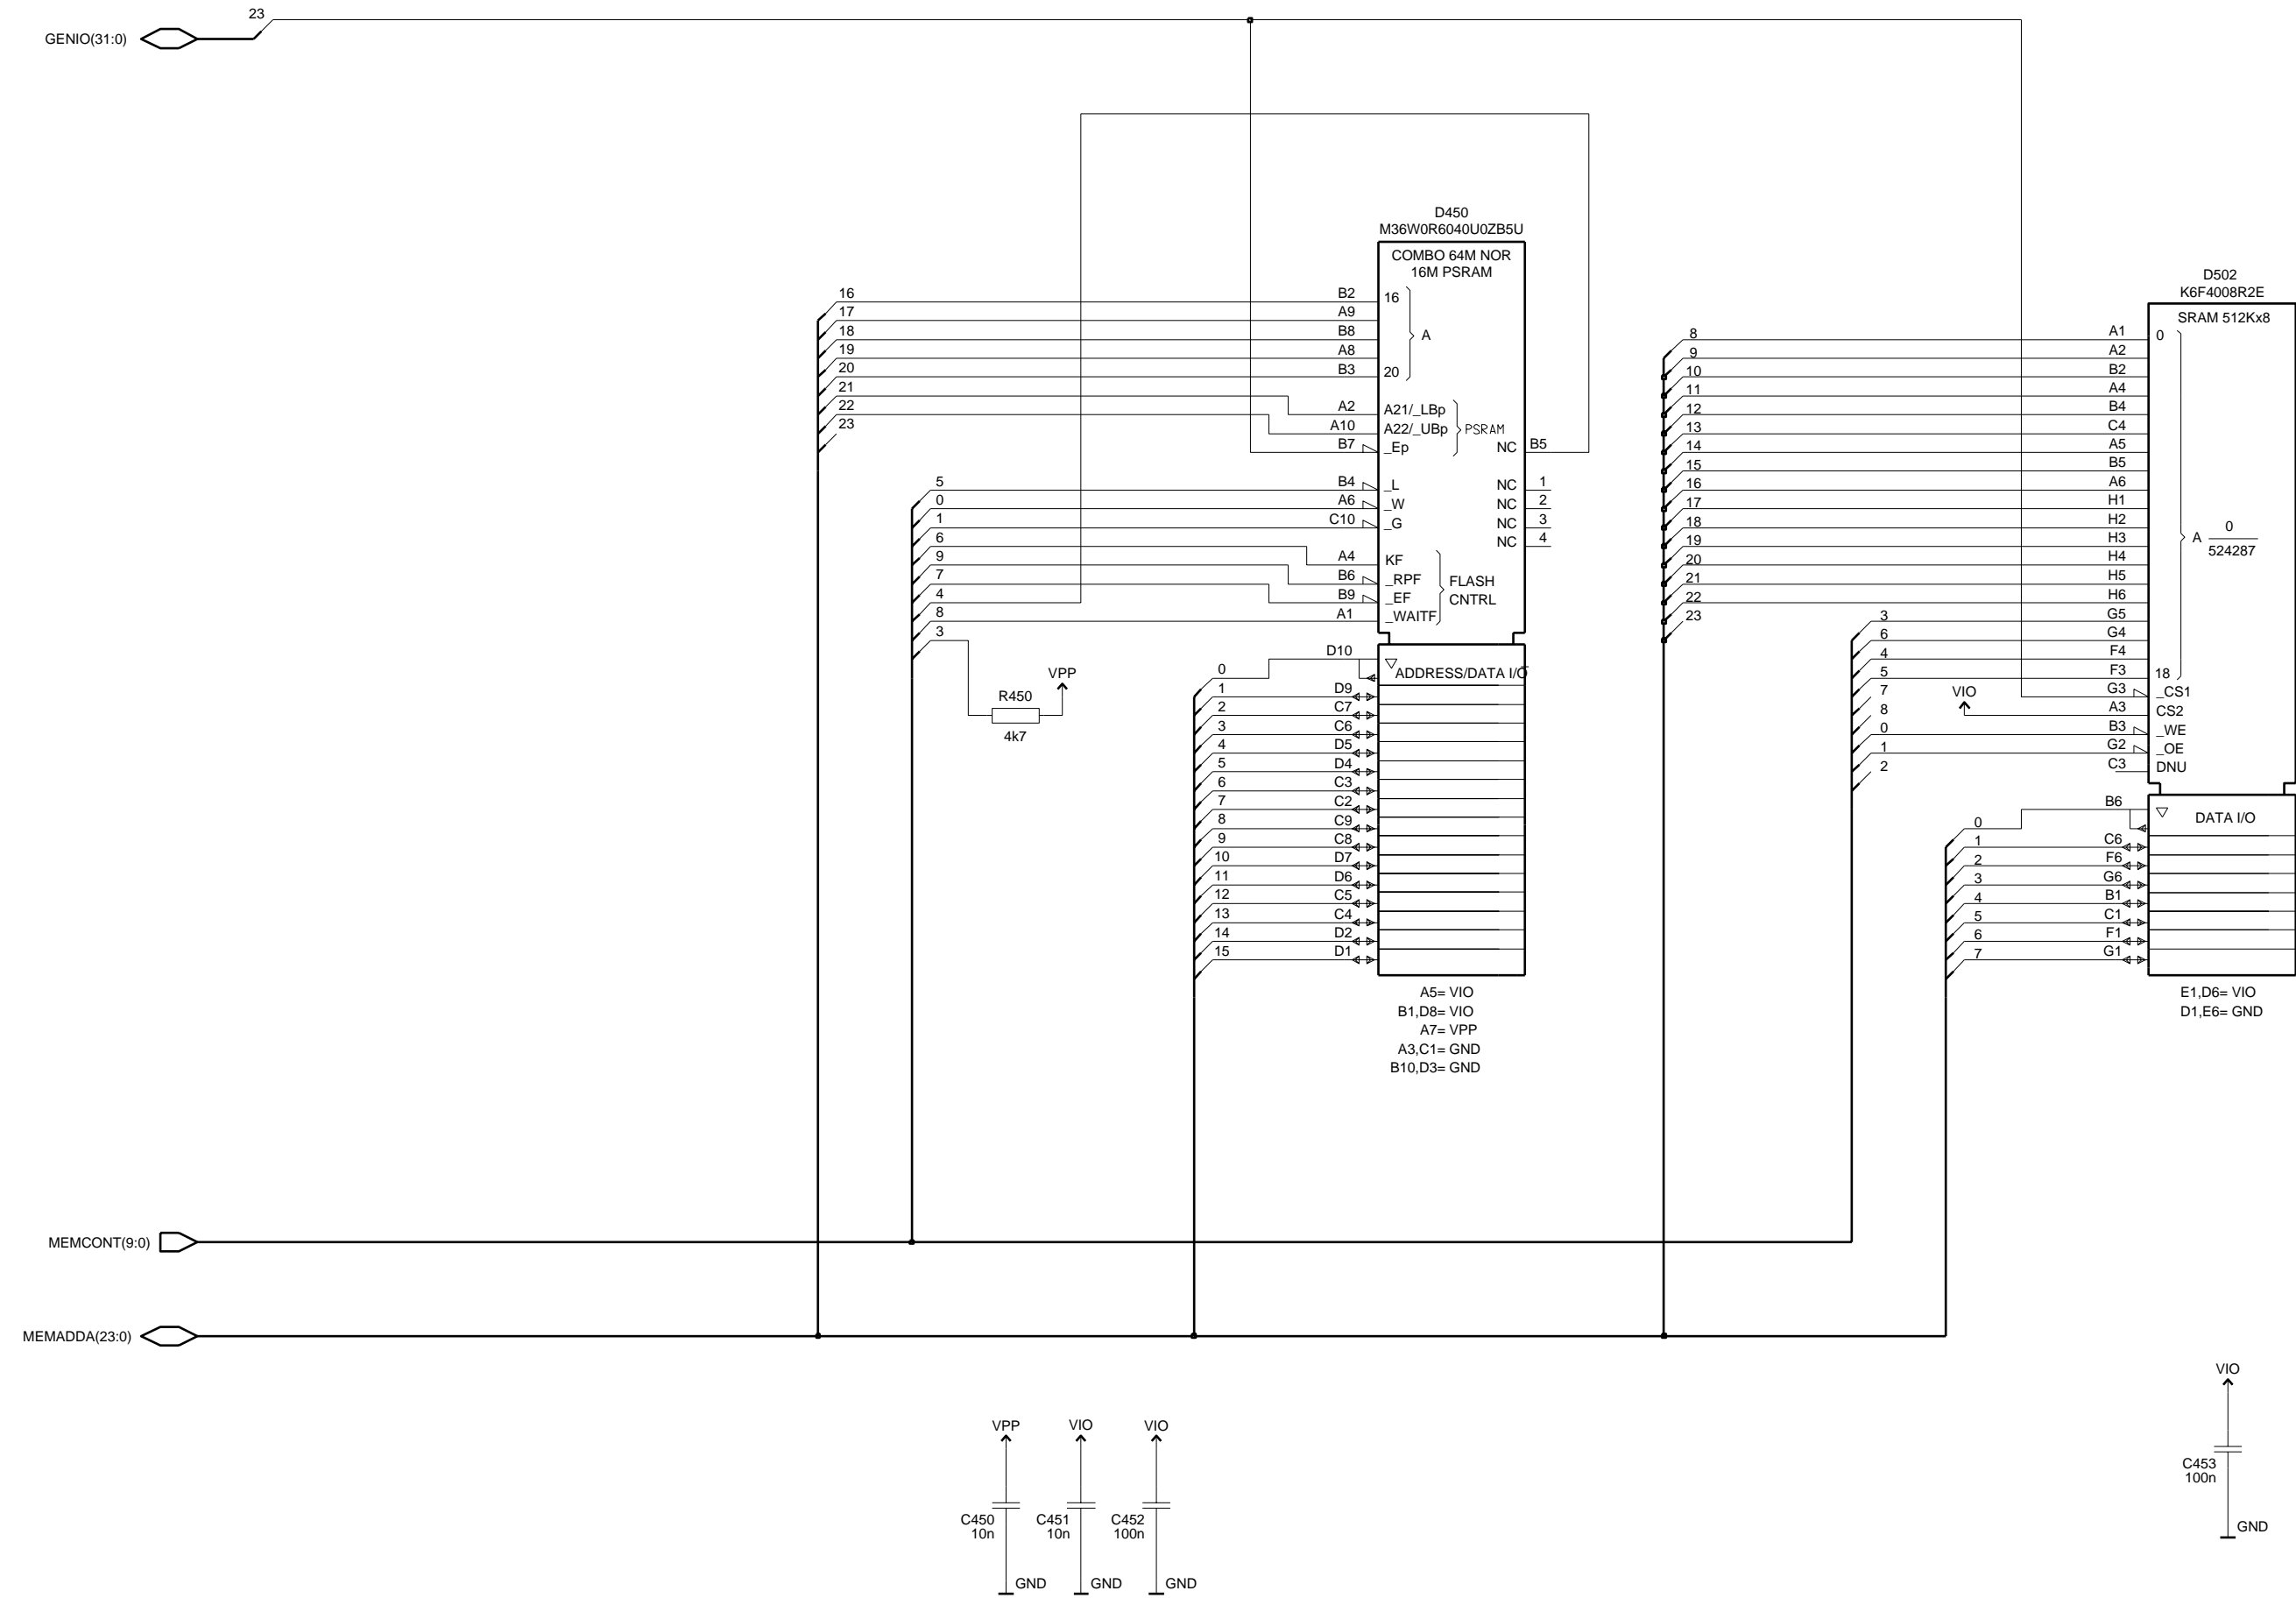 23
GENIO(31:0)
D450
M36W0R6040U0ZB5U
COMBO 64M NOR
16M PSRAM
16 B2 16
17 A9
18 B8 A
19 A8
20 B3 20
21 A2 A21/_LBp
22 A10 A22/_UBp PSRAM
23 B7 _Ep NC B5
5 B4 _L NC 1
0 A6 _W NC 2
1 C10 _G NC 3
6 NC 4
9 A4 KF
7 B6 _RPF FLASH
4 B9 _EF CNTRL
8 A1 _WAITF
3
VPP
R450
4k7
D10 ADDRESS/DATA I/O
0
1 D9
2 C7
3 C6
4 D5
5 D4
6 C3
7 C2
8 C9
9 C8
10 D7
11 D6
12 C5
13 C4
14 D2
15 D1
A5= VIO
B1,D8= VIO
A7= VPP
A3,C1= GND
B10,D3= GND
D502
K6F4008R2E
SRAM 512Kx8
8 A1 0
9 A2
10 B2
11 A4
12 B4
13 C4
14 A5
15 B5
16 A6
17 H1
18 H2 0
19 H3 A
524287
20 H4
21 H5
22 H6
23 3 G5
6 G4
4 F4
5 F3 18
7 VIO G3 _CS1
8 A3 CS2
0 B3 _WE
1 G2 _OE
2 C3 DNU
B6 DATA I/O
0
1 C6
2 F6
3 G6
4 B1
5 C1
6 F1
7 G1
E1,D6= VIO
D1,E6= GND
MEMCONT(9:0)
MEMADDA(23:0)
VPP VIO VIO
C450 C451 C452
10n 10n 100n
GND GND GND
VIO
C453
100n
GND